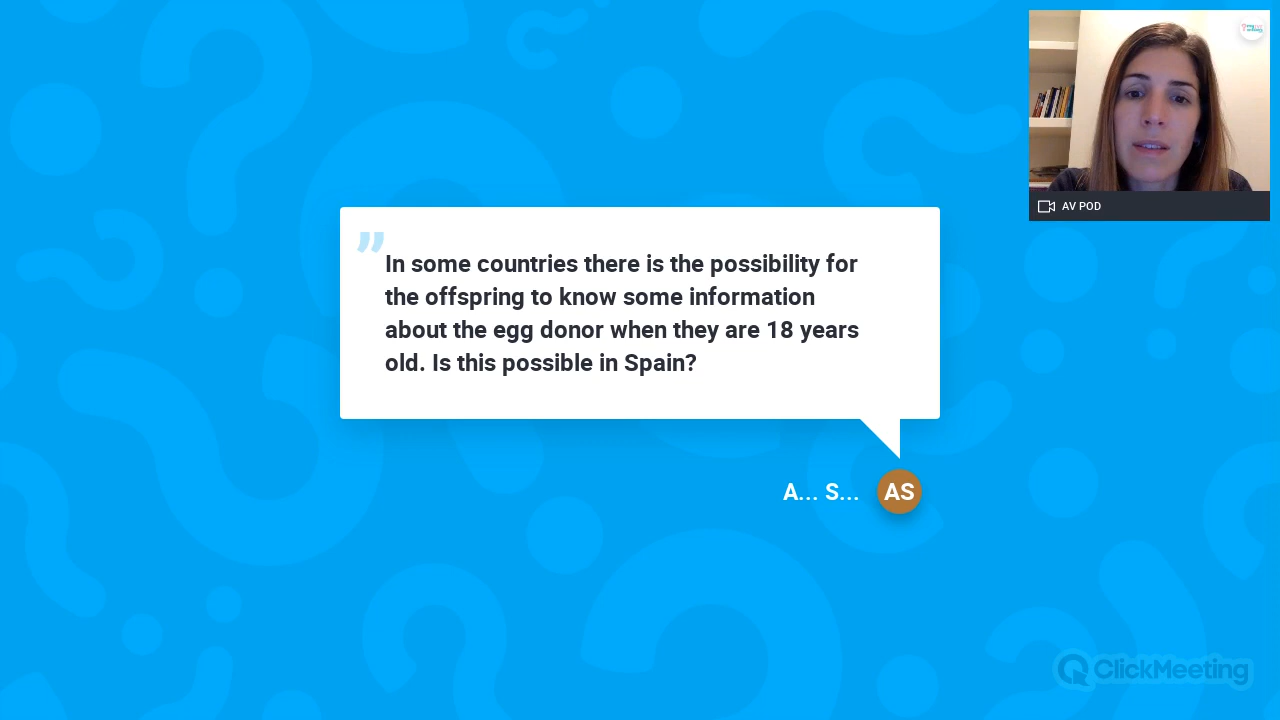 AV POD
”
In some countries there is the possibility for
the offspring to know some information
about the egg donor when they are 18 years
old. Is this possible in Spain?
A... S...
AS
ClickMeeting